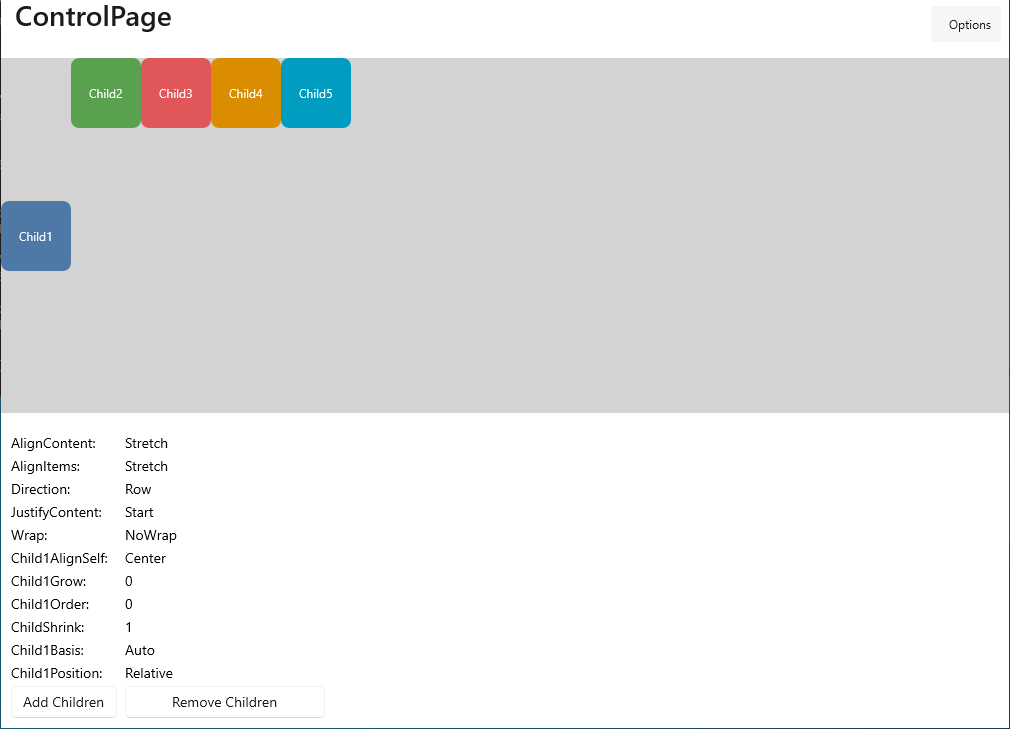 ControlPage
Options
Child2 Child3 Child4 Child5
Child1
AlignContent: Stretch
AlignItems: Stretch
Direction: Row
JustifyContent: Start
Wrap: NoWrap
Child1AlignSelf: Center
Child1Grow: 0
Child1Order: 0
ChildShrink: 1
Child1Basis: Auto
Child1Position: Relative
Add Children Remove Children